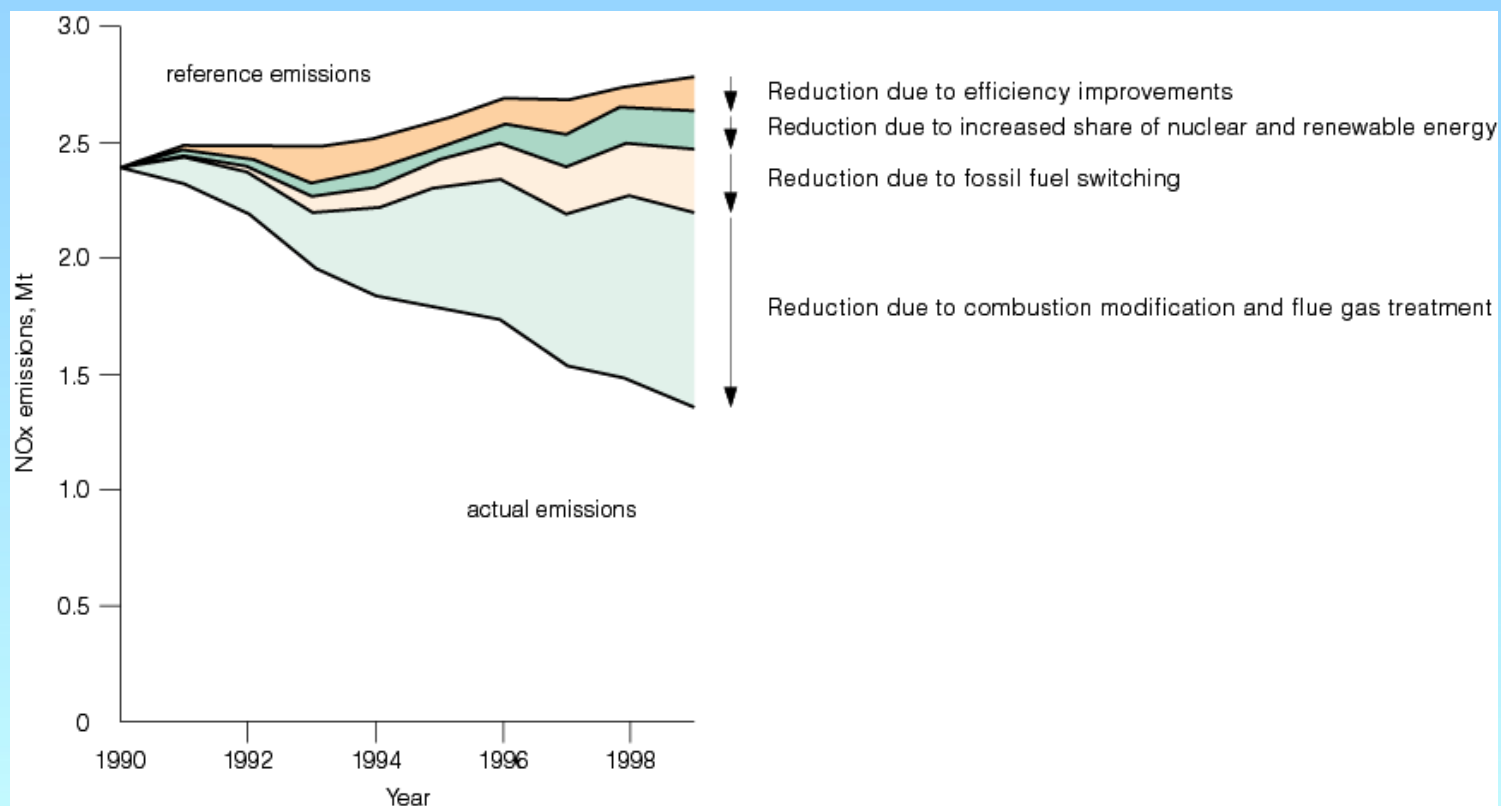 3.0
reference emissions
Reduction due to efficiency improvements
Reduction due to increased share of nuclear and renewable energy
2.5
Reduction due to fossil fuel switching
2.0
NOx emissions, Mt
Reduction due to combustion modification and flue gas treatment
1.5
1.0
actual emissions
0.5
0
1990 1992 1994 1996 1998
Year